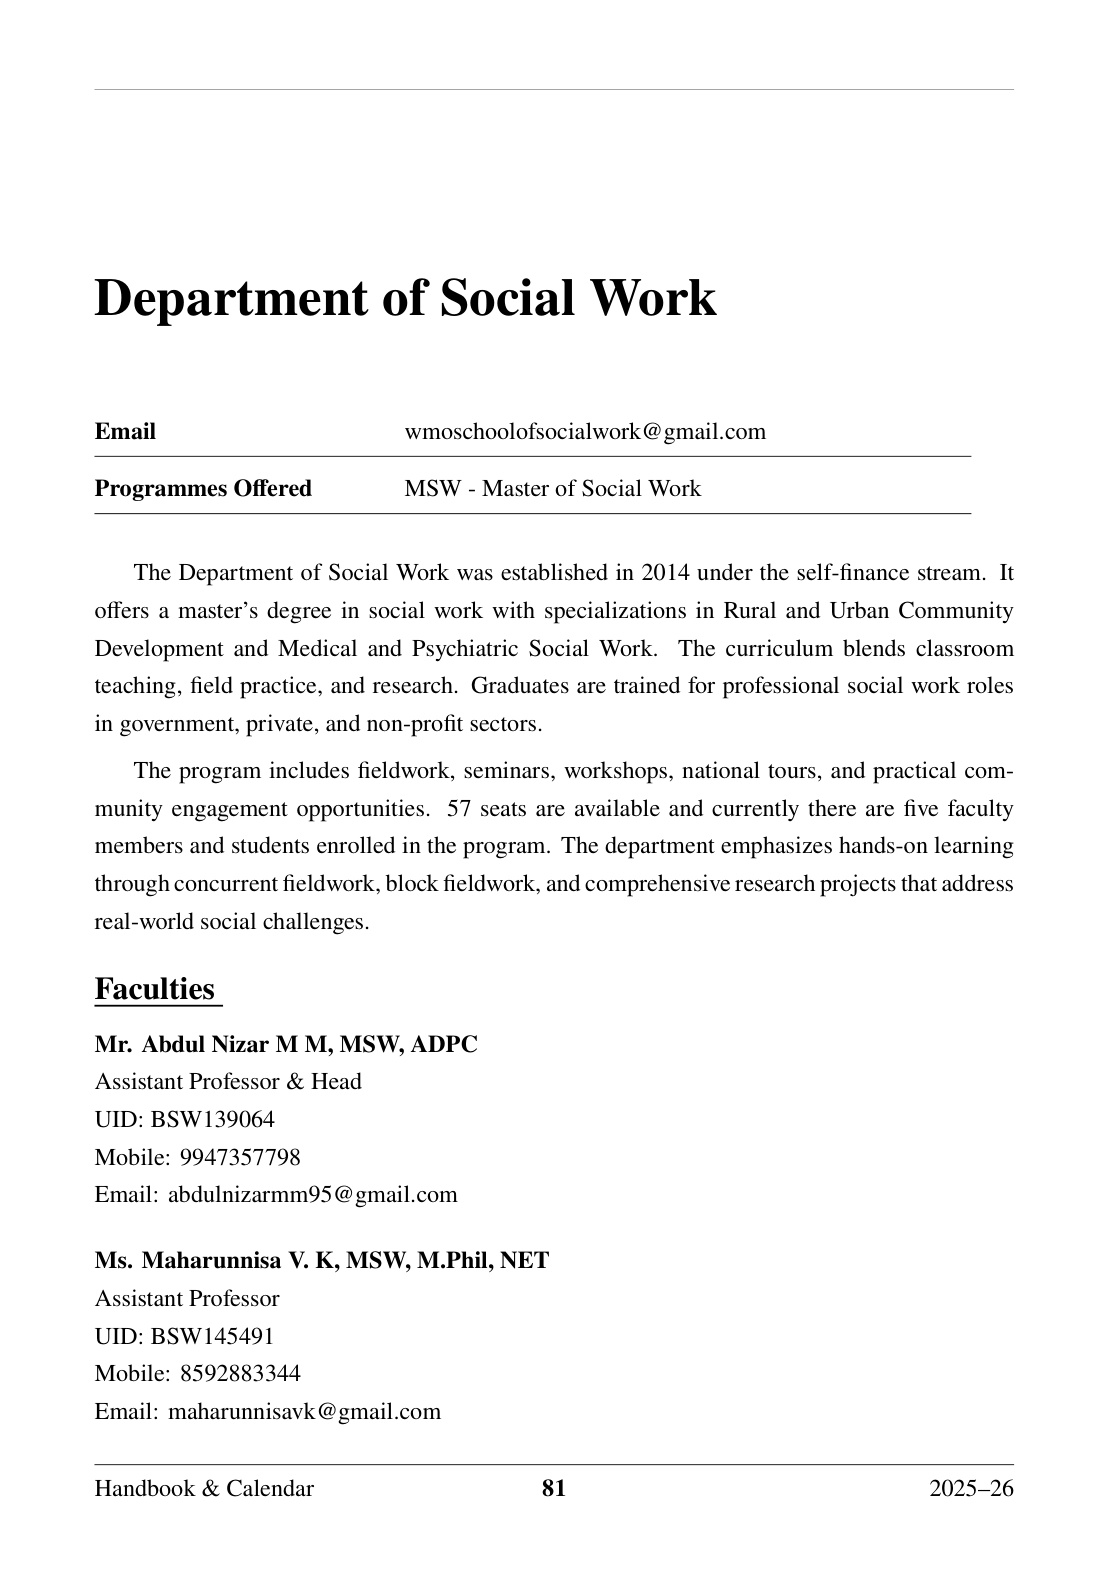 Department of Social Work
Email wmoschoolofsocialwork@gmail.com
Programmes Offered MSW - Master of Social Work
The Department of Social Work was established in 2014 under the self-finance stream. It
offers a master's degree in social work with specializations in Rural and Urban Community
Development and Medical and Psychiatric Social Work. The curriculum blends classroom
teaching, field practice, and research. Graduates are trained for professional social work roles
in government, private, and non-profit sectors.
The program includes fieldwork, seminars, workshops, national tours, and practical com-
munity engagement opportunities. 57 seats are available and currently there are five faculty
members and students enrolled in the program. The department emphasizes hands-on learning
through concurrent fieldwork, block fieldwork, and comprehensive research projects that address
real-world social challenges.
Faculties
Mr. Abdul Nizar M M, MSW, ADPC
Assistant Professor & Head
UID: BSW139064
Mobile: 9947357798
Email: abdulnizarmm95@gmail.com
Ms. Maharunnisa V. K, MSW, M.Phil, NET
Assistant Professor
UID: BSW145491
Mobile: 8592883344
Email: maharunnisavk@gmail.com
Handbook & Calendar 81 2025–26